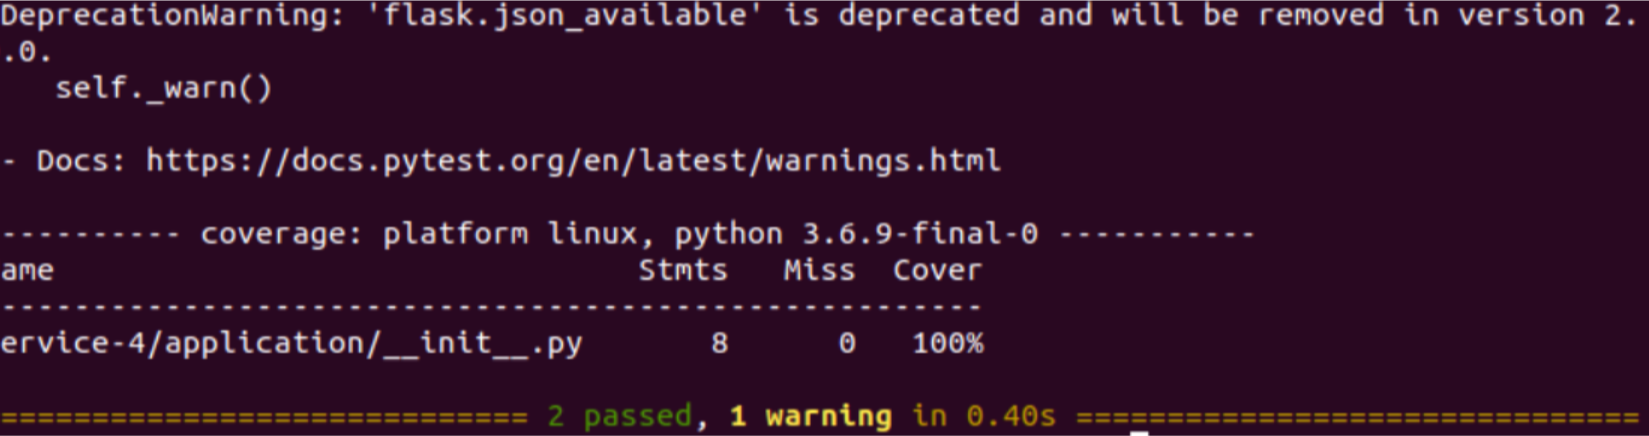 DeprecationWarning: 'flask.json_available' is deprecated and will be removed in version 2.
.0.
self._warn()
- Docs: https://docs.pytest.org/en/latest/warnings.html
---------- coverage: platform linux, python 3.6.9-final-0 -----------
ame Stmts Miss Cover
------------------------------------------------------
ervice-4/application/__init__.py 8 0 100%
============================= 2 passed, 1 warning in 0.40s ===============================